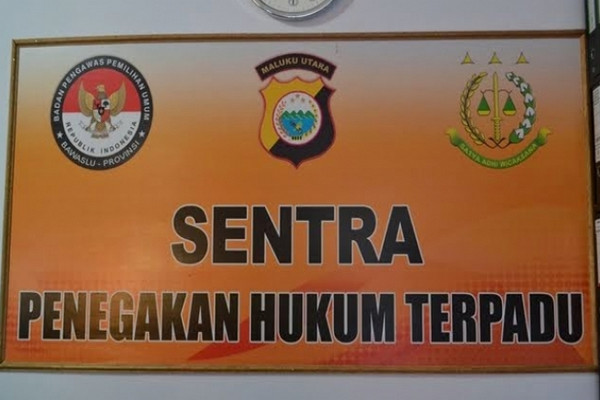 BADAN PENGAWAS PEMILIHAN UMUM
REPUBLIK INDONESIA
BAWASLU - PROVINSI
MALUKU UTARA
SATYA ADHI WICAKSANA
SENTRA
PENEGAKAN HUKUM TERPADU